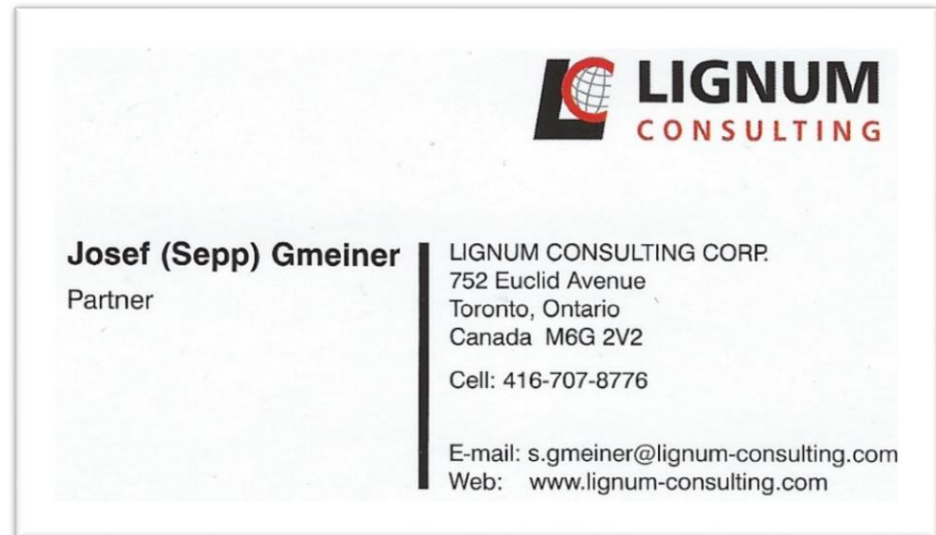 LIGNUM
CONSULTING
Josef (Sepp) Gmeiner
Partner
LIGNUM CONSULTING CORP.
752 Euclid Avenue
Toronto, Ontario
Canada M6G 2V2
Cell: 416-707-8776
E-mail: s.gmeiner@lignum-consulting.com
Web: www.lignum-consulting.com